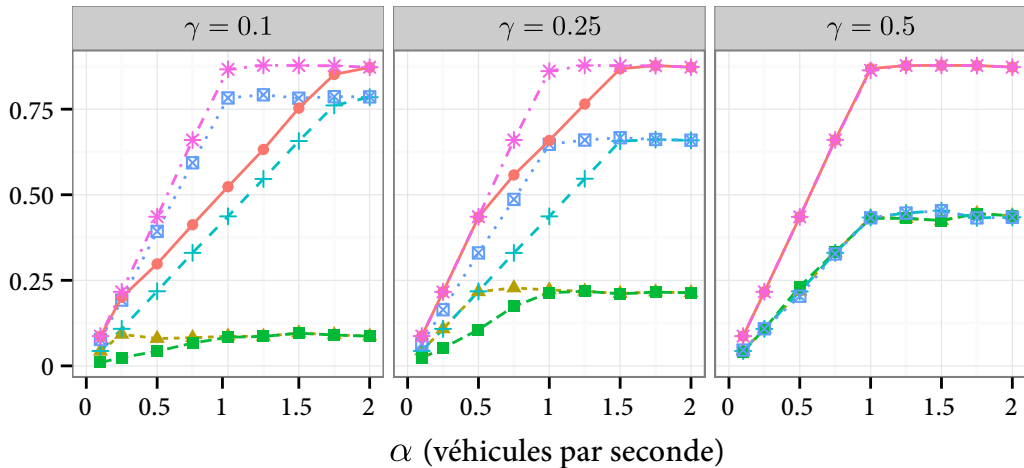 γ = 0.1
γ = 0.25
γ = 0.5
0.75
0.50
0.25
0
0 0.5 1 1.5 2
0 0.5 1 1.5 2
0 0.5 1 1.5 2
α (véhicules par seconde)